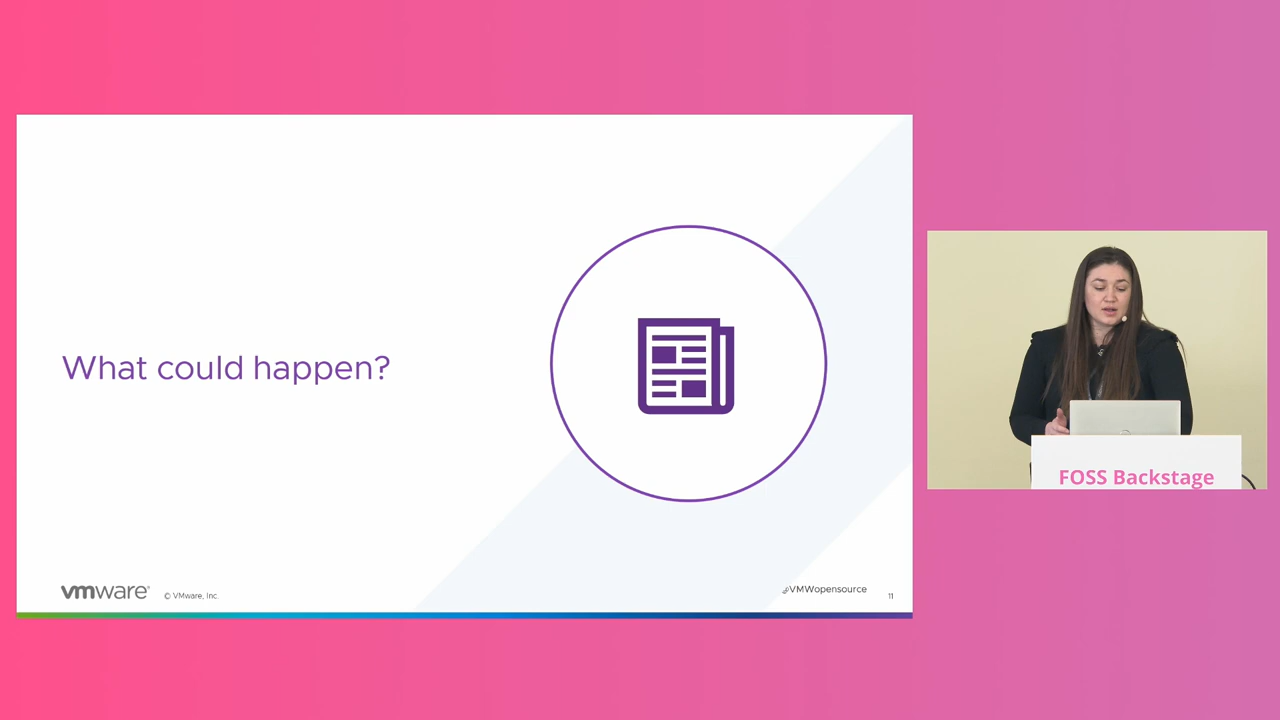 What could happen?
vmware®
© VMware, Inc.
@VMWopensource
11
FOSS Backstage